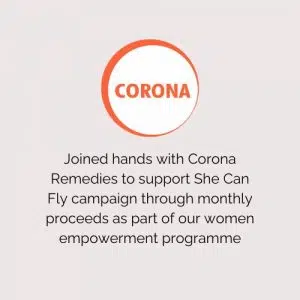 CORONA
Joined hands with Corona
Remedies to support She Can
Fly campaign through monthly
proceeds as part of our women
empowerment programme